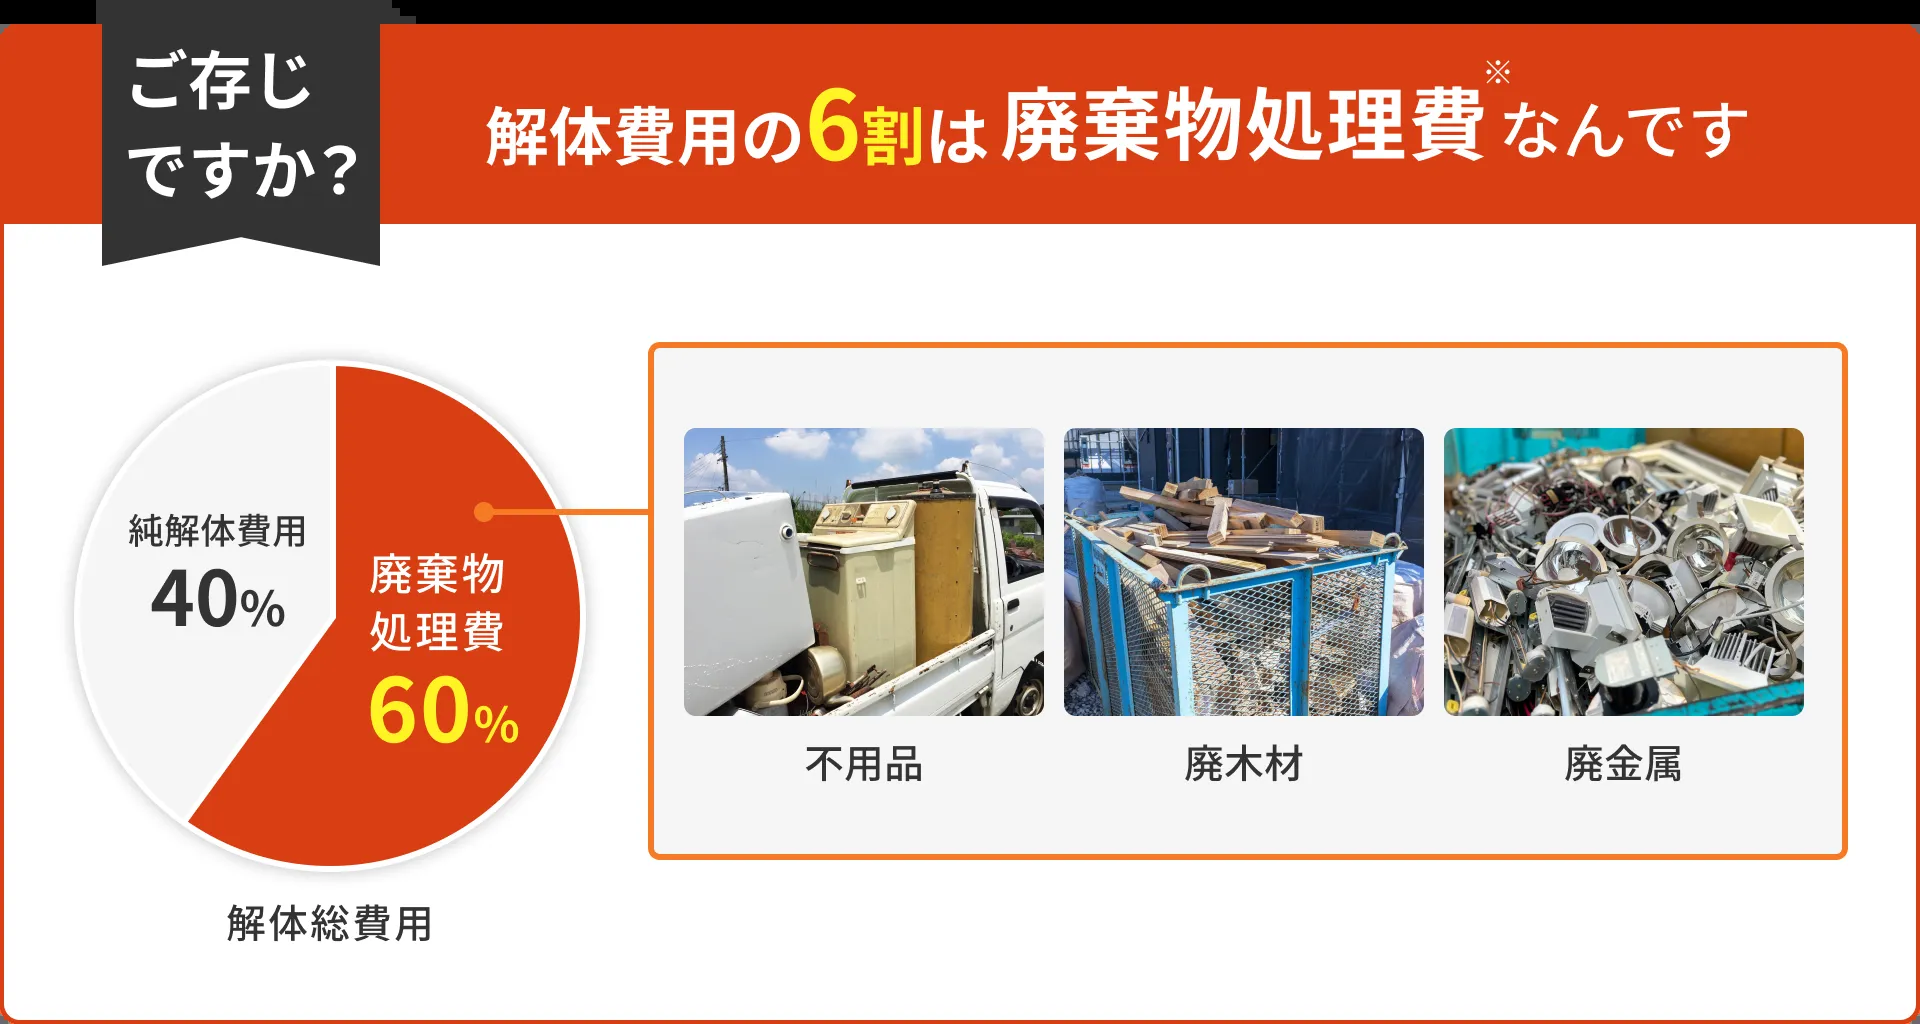 ご存じ
ですか？
解体費用の6割は廃棄物処理費※なんです
純解体費用
40%
廃棄物
処理費
60%
解体総費用
不用品
廃木材
廃金属